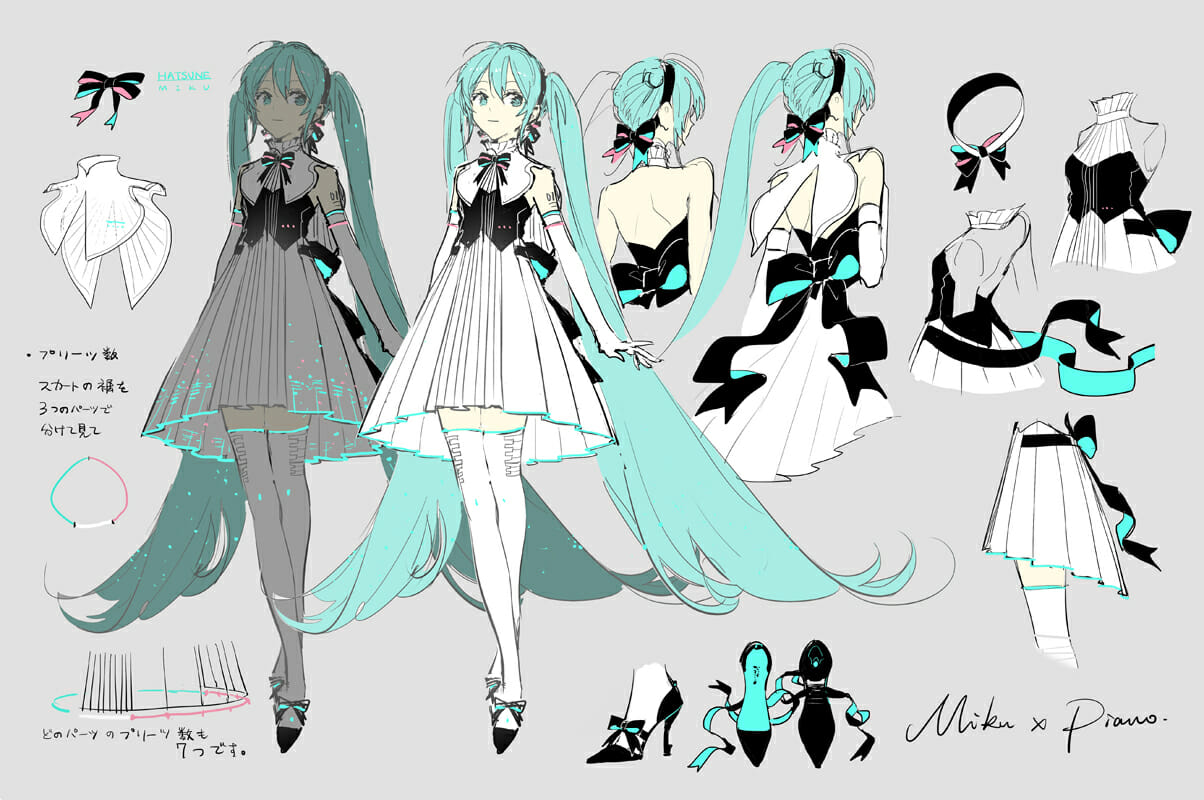 HATSUNE
MIKU
・プリーツ数
スカートの裾を
3つのパーツで
分けて見て
どのパーツのプリーツ数も
7つです。
01
Miku x Piano.